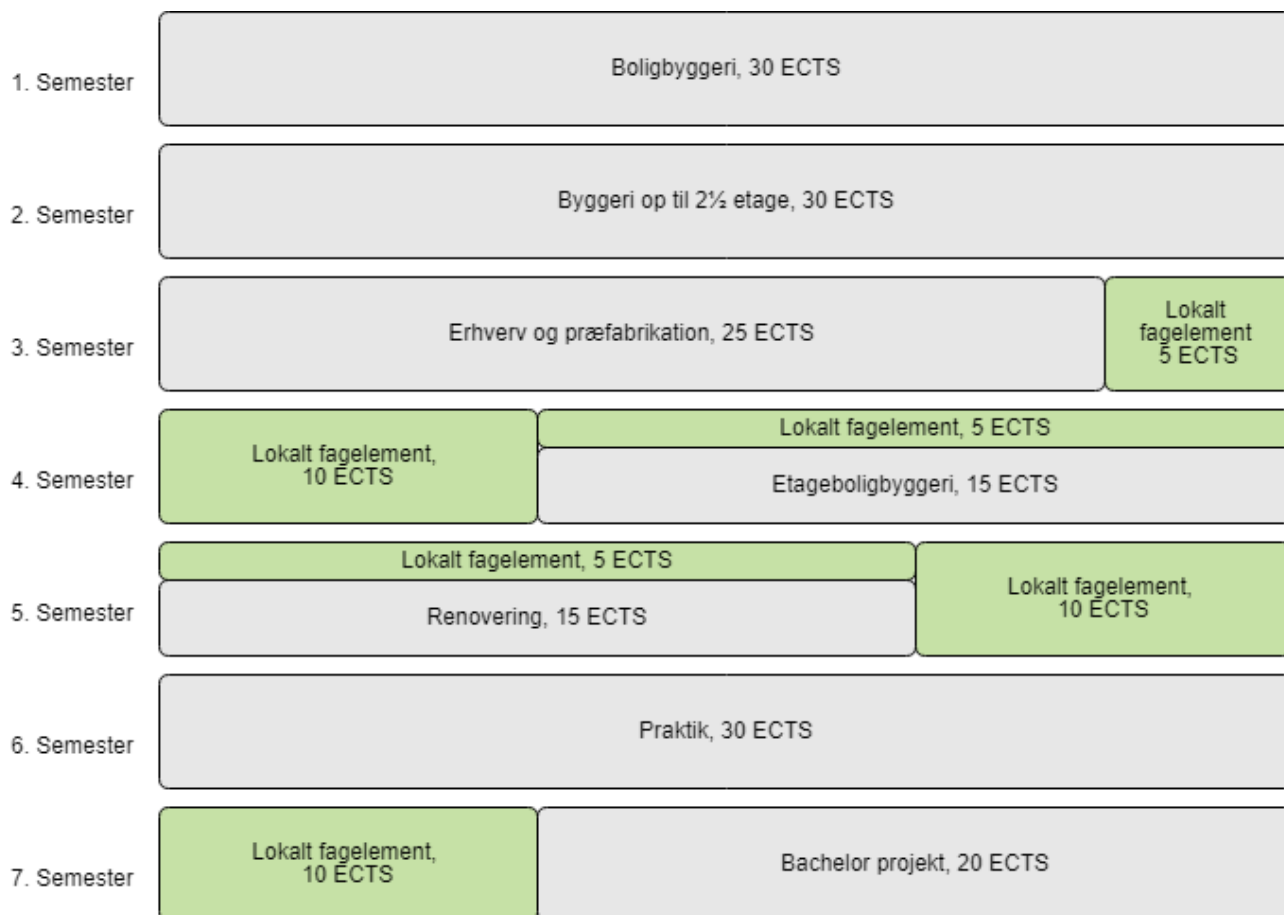 1. Semester
Boligbyggeri, 30 ECTS
2. Semester
Byggeri op til 2½ etage, 30 ECTS
3. Semester
Erhverv og præfabrikation, 25 ECTS
Lokalt
fagelement
5 ECTS
4. Semester
Lokalt fagelement,
10 ECTS
Lokalt fagelement, 5 ECTS
Etageboligbyggeri, 15 ECTS
5. Semester
Lokalt fagelement, 5 ECTS
Renovering, 15 ECTS
Lokalt fagelement,
10 ECTS
6. Semester
Praktik, 30 ECTS
7. Semester
Lokalt fagelement,
10 ECTS
Bachelor projekt, 20 ECTS